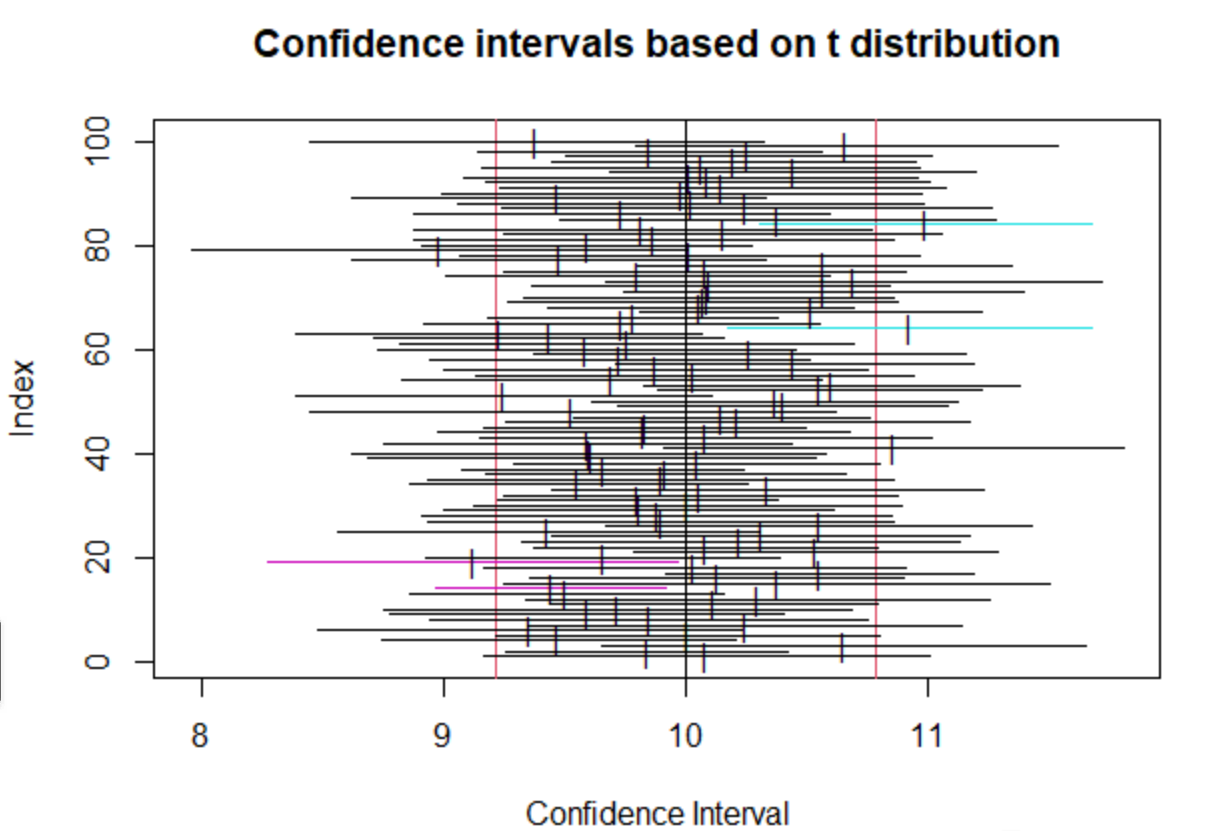 Confidence intervals based on t distribution
100
80
60
40
20
0
Index
8 9 10 11
Confidence Interval